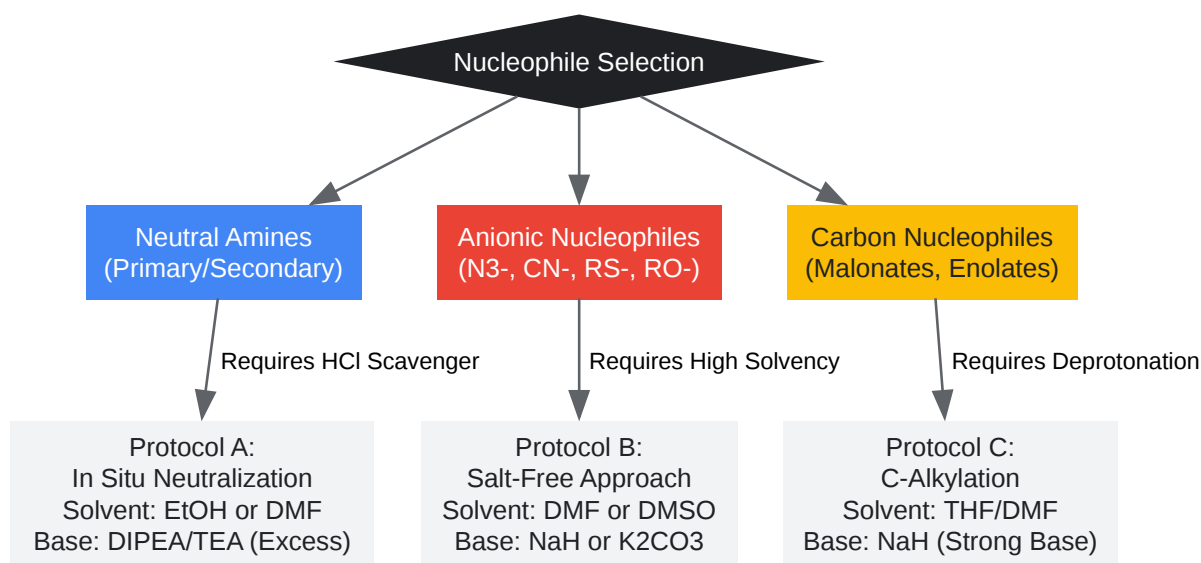 Nucleophile Selection
Neutral Amines
(Primary/Secondary)
Anionic Nucleophiles
(N3-, CN-, RS-, RO-)
Carbon Nucleophiles
(Malonates, Enolates)
Requires HCl Scavenger
Requires High Solvency
Requires Deprotonation
Protocol A:
In Situ Neutralization
Solvent: EtOH or DMF
Base: DIPEA/TEA (Excess)
Protocol B:
Salt-Free Approach
Solvent: DMF or DMSO
Base: NaH or K2CO3
Protocol C:
C-Alkylation
Solvent: THF/DMF
Base: NaH (Strong Base)